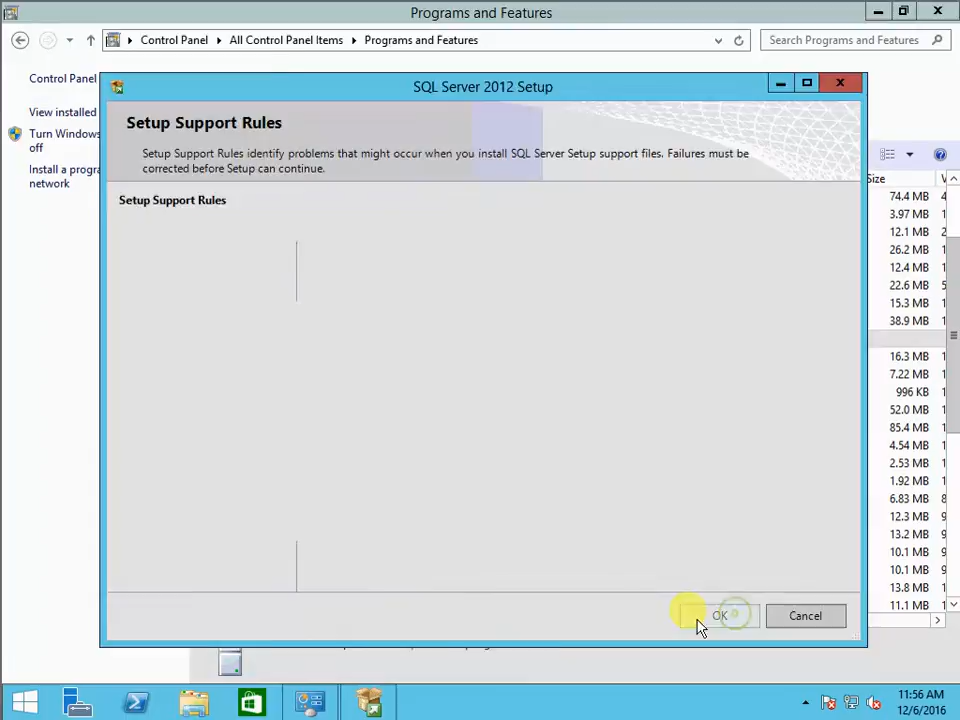 Programs and Features
Control Panel All Control Panel Items Programs and Features
Search Programs and Features
Control Panel
View installed
Turn Windows
off
Install a progra
network
SQL Server 2012 Setup
Setup Support Rules
Setup Support Rules identify problems that might occur when you install SQL Server Setup support files. Failures must be
corrected before Setup can continue.
Setup Support Rules
OK
Cancel
Size
74.4 MB
3.97 MB
12.1 MB
26.2 MB
12.4 MB
22.6 MB
15.3 MB
38.9 MB
16.3 MB
7.22 MB
996 KB
52.0 MB
85.4 MB
4.54 MB
2.53 MB
1.92 MB
6.83 MB
12.3 MB
13.2 MB
10.1 MB
10.1 MB
13.8 MB
11.1 MB
11:56 AM
12/6/2016